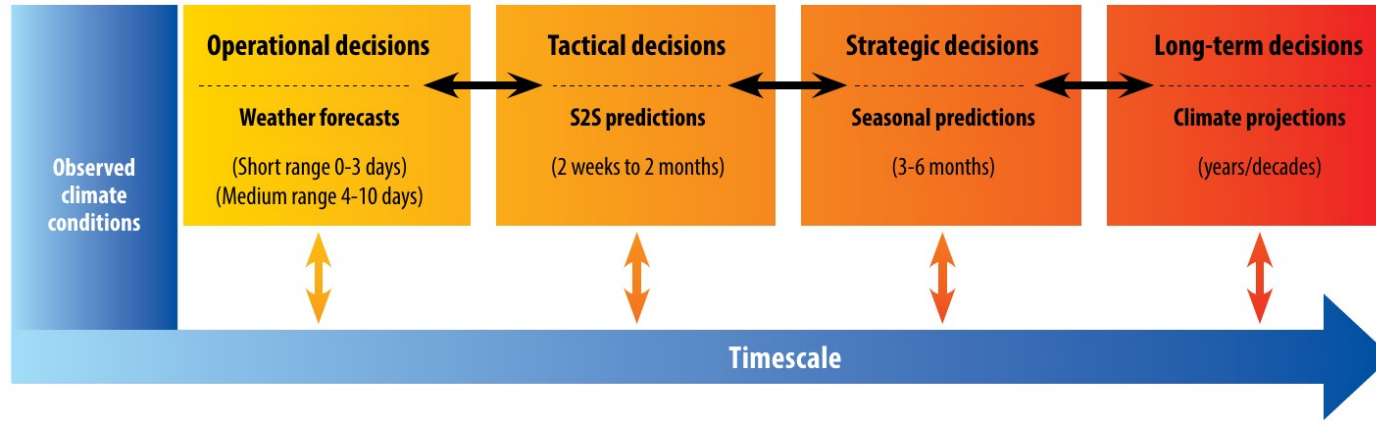 Observed
climate
conditions
Operational decisions
Weather forecasts
(Short range 0-3 days)
(Medium range 4-10 days)
Tactical decisions
S2S predictions
(2 weeks to 2 months)
Strategic decisions
Seasonal predictions
(3-6 months)
Long-term decisions
Climate projections
(years/decades)
Timescale